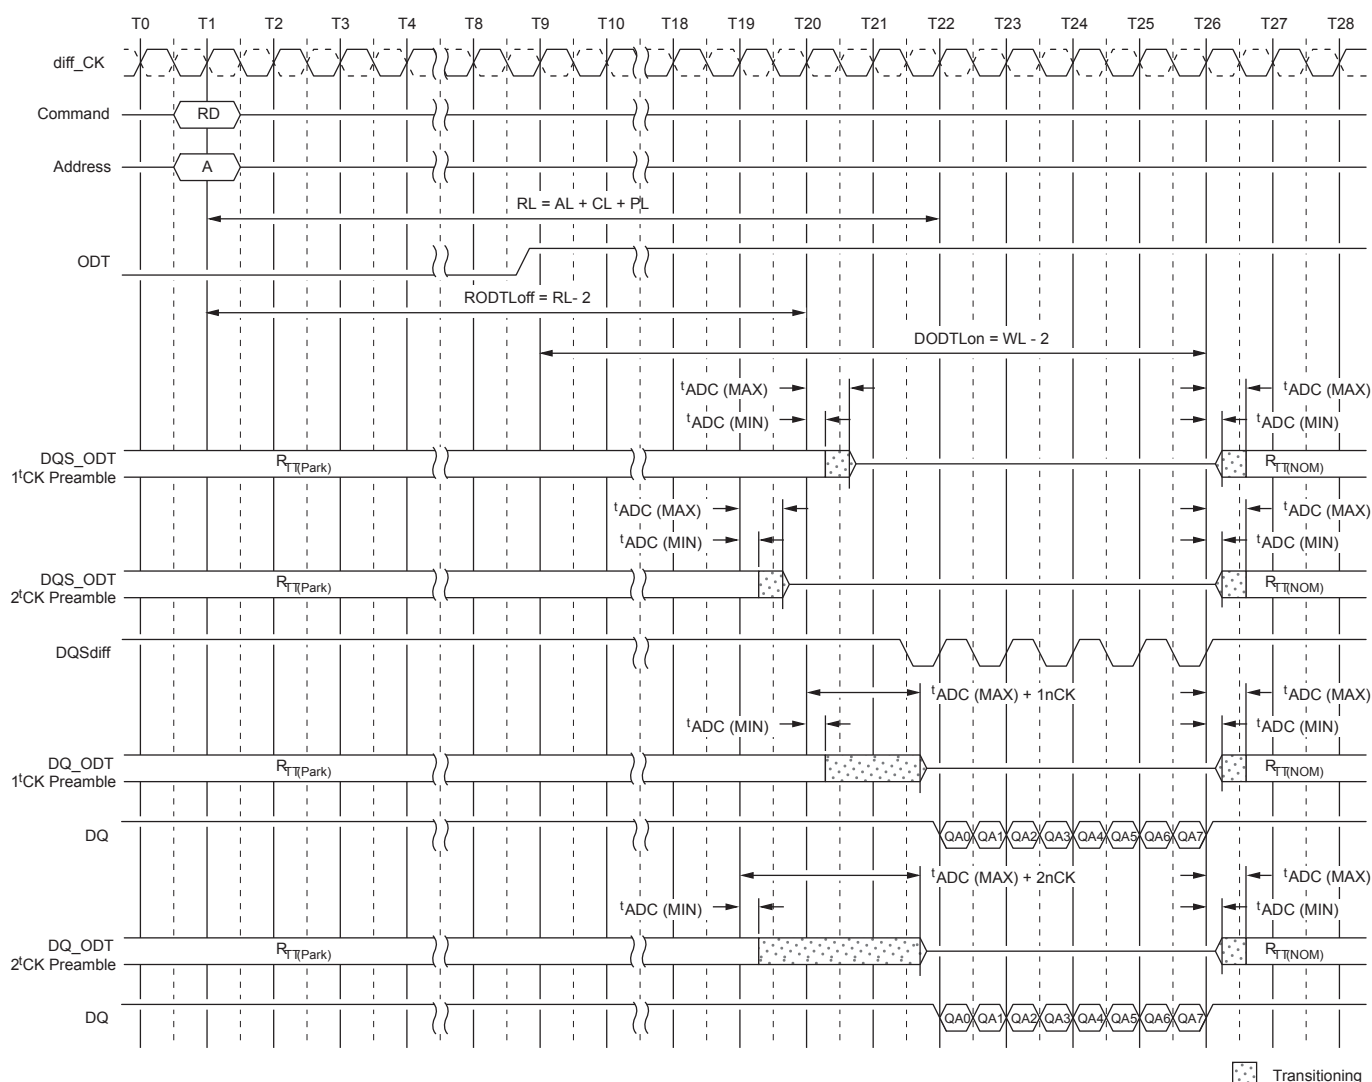 T0 T1 T2 T3 T4 T8 T9 T10 T18 T19 T20 T21 T22 T23 T24 T25 T26 T27 T28
diff_CK
Command RD
Address A
RL = AL + CL + PL
ODT
RODTLoff = RL- 2
DODTLon = WL - 2
tADC (MAX) tADC (MAX)
tADC (MIN) tADC (MIN)
DQS_ODT
1tCK Preamble
RTT(Park) RTT(NOM)
tADC (MAX) tADC (MAX)
tADC (MIN) tADC (MIN)
DQS_ODT
2tCK Preamble
RTT(Park) RTT(NOM)
DQSdiff
tADC (MAX) + 1nCK tADC (MAX)
tADC (MIN) tADC (MIN)
DQ_ODT
1tCK Preamble
RTT(Park) RTT(NOM)
DQ QA0 QA1 QA2 QA3 QA4 QA5 QA6 QA7
tADC (MAX) + 2nCK tADC (MAX)
tADC (MIN) tADC (MIN)
DQ_ODT
2tCK Preamble
RTT(Park) RTT(NOM)
DQ QA0 QA1 QA2 QA3 QA4 QA5 QA6 QA7
Transitioning